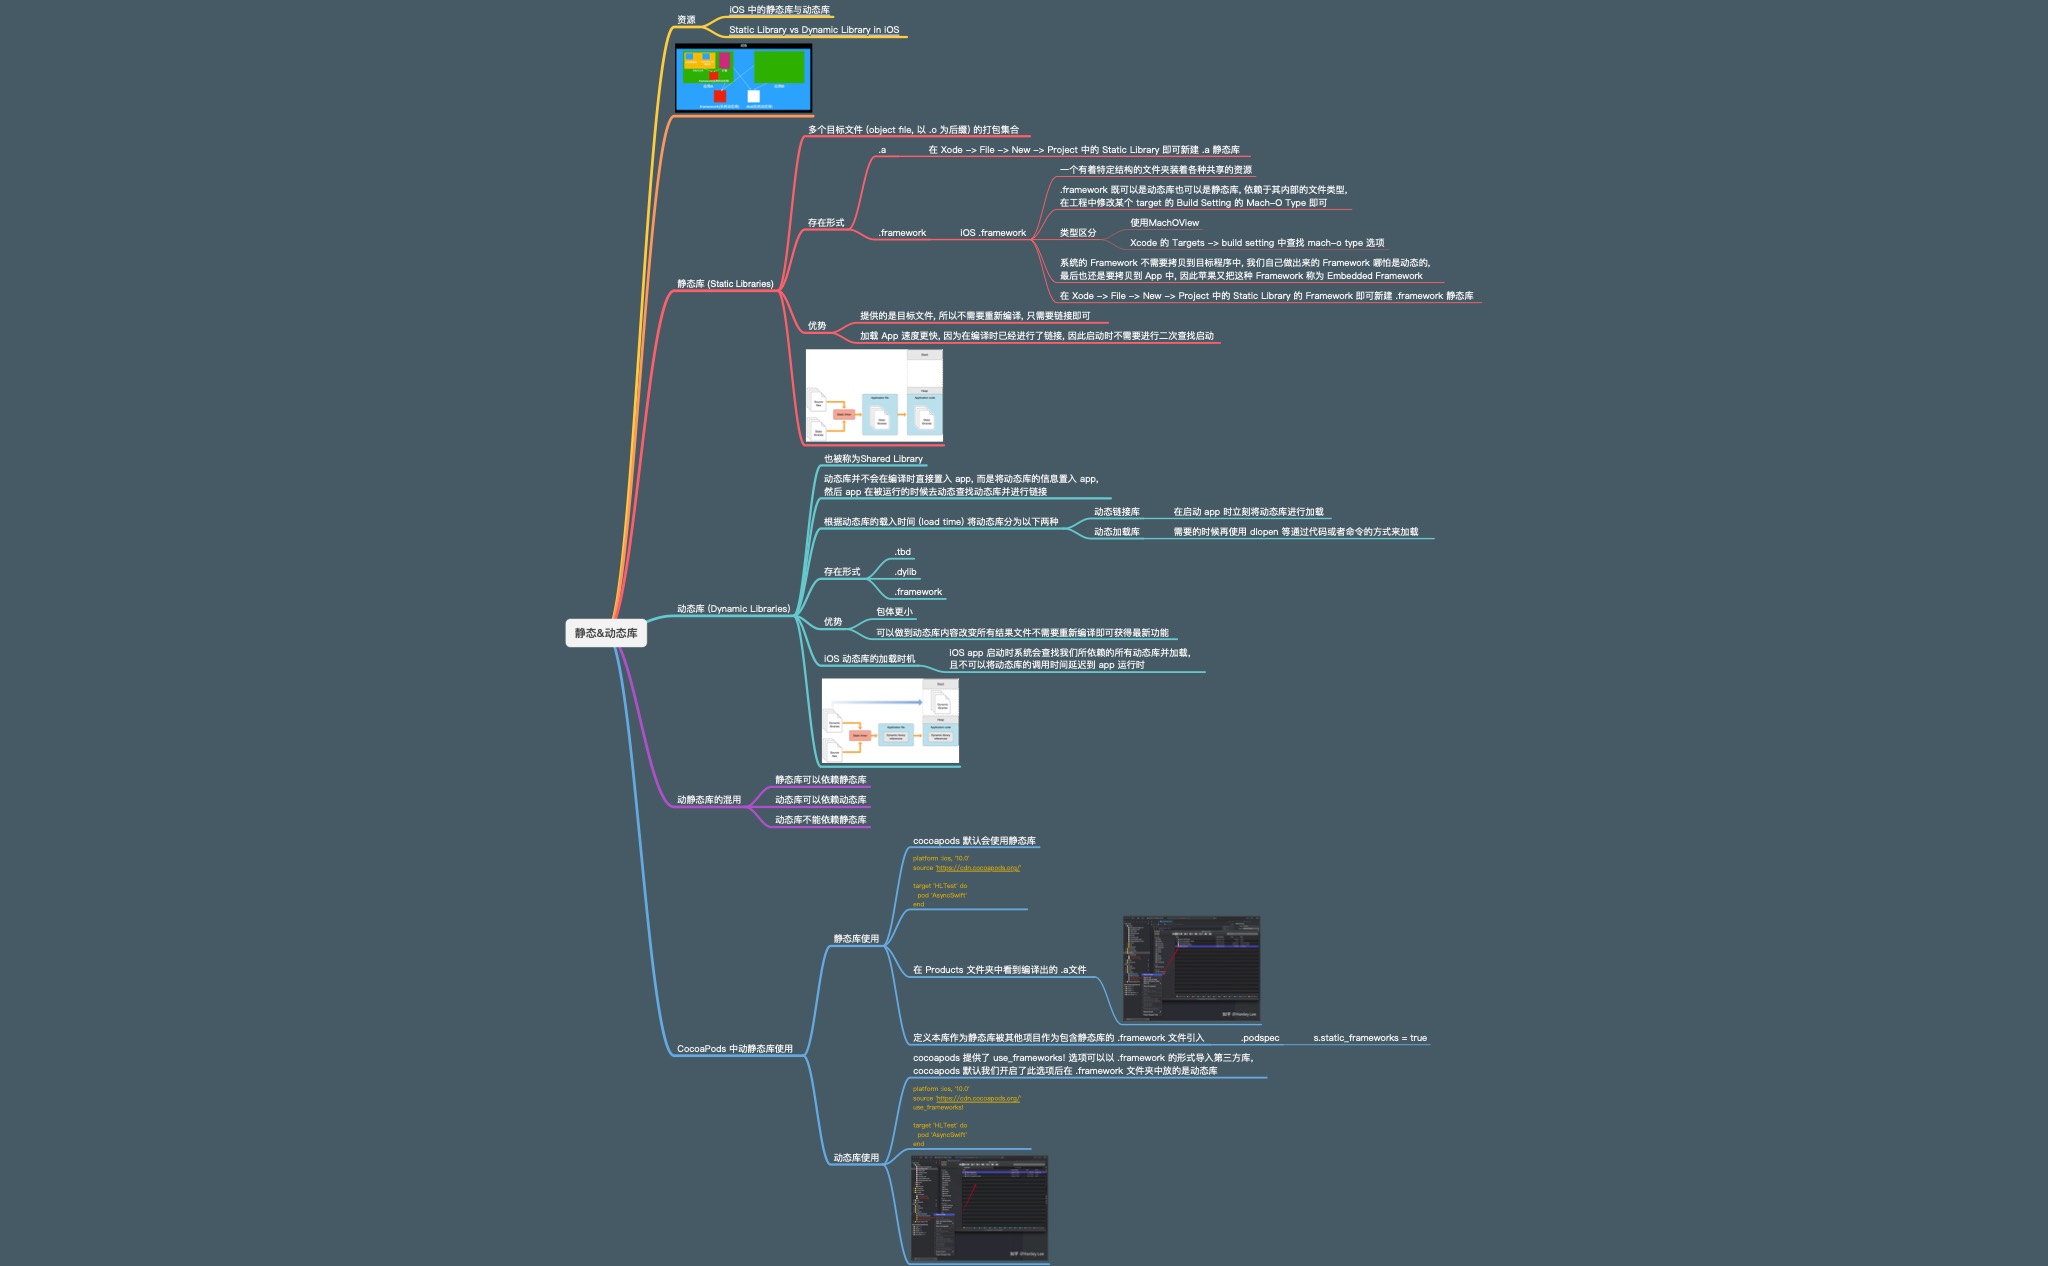 资源
iOS 中的静态库与动态库
Static Library vs Dynamic Library in iOS
静态&动态库
静态库 (Static Libraries)
多个目标文件 (object file, 以 .o 为后缀) 的打包集合
存在形式
.a
在 Xode -> File -> New -> Project 中的 Static Library 即可新建 .a 静态库
.framework
iOS .framework
一个有着特定结构的文件夹装着各种共享的资源
.framework 既可以是动态库也可以是静态库, 依赖于其内部的文件类型,
在工程中修改某个 target 的 Build Setting 的 Mach-O Type 即可
类型区分
使用MachOView
Xcode 的 Targets -> build setting 中查找 mach-o type 选项
系统的 Framework 不需要拷贝到目标程序中, 我们自己做出来的 Framework 哪怕是动态的,
最后也还是要拷贝到 App 中, 因此苹果又把这种 Framework 称为 Embedded Framework
在 Xode -> File -> New -> Project 中的 Static Library 的 Framework 即可新建 .framework 静态库
优势
提供的是目标文件, 所以不需要重新编译, 只需要链接即可
加载 App 速度更快, 因为在编译时已经进行了链接, 因此启动时不需要进行二次查找启动
动态库 (Dynamic Libraries)
也被称为Shared Library
动态库并不会在编译时直接置入 app, 而是将动态库的信息置入 app,
然后 app 在被运行的时候去动态查找动态库并进行链接
根据动态库的载入时间 (load time) 将动态库分为以下两种
动态链接库
在启动 app 时立刻将动态库进行加载
动态加载库
需要的时候再使用 dlopen 等通过代码或者命令的方式来加载
存在形式
.tbd
.dylib
.framework
优势
包体更小
可以做到动态库内容改变所有结果文件不需要重新编译即可获得最新功能
iOS 动态库的加载时机
iOS app 启动时系统会查找我们所依赖的所有动态库并加载,
且不可以将动态库的调用时间延迟到 app 运行时
动静态库的混用
静态库可以依赖静态库
动态库可以依赖动态库
动态库不能依赖静态库
CocoaPods 中动静态库使用
静态库使用
cocoapods 默认会使用静态库
platform :ios, '10.0'
source 'https://cdn.cocoapods.org/'
target 'HLTest' do
pod 'AsyncSwift'
end
在 Products 文件夹中看到编译出的 .a文件
知乎 @Hanley Lee
定义本库作为静态库被其他项目作为包含静态库的 .framework 文件引入
.podspec
s.static_frameworks = true
动态库使用
cocoapods 提供了 use_frameworks! 选项可以以 .framework 的形式导入第三方库,
cocoapods 默认我们开启了此选项后在 .framework 文件夹中放的是动态库
platform :ios, '10.0'
source 'https://cdn.cocoapods.org/'
use_frameworks!
target 'HLTest' do
pod 'AsyncSwift'
end
知乎 @Hanley Lee